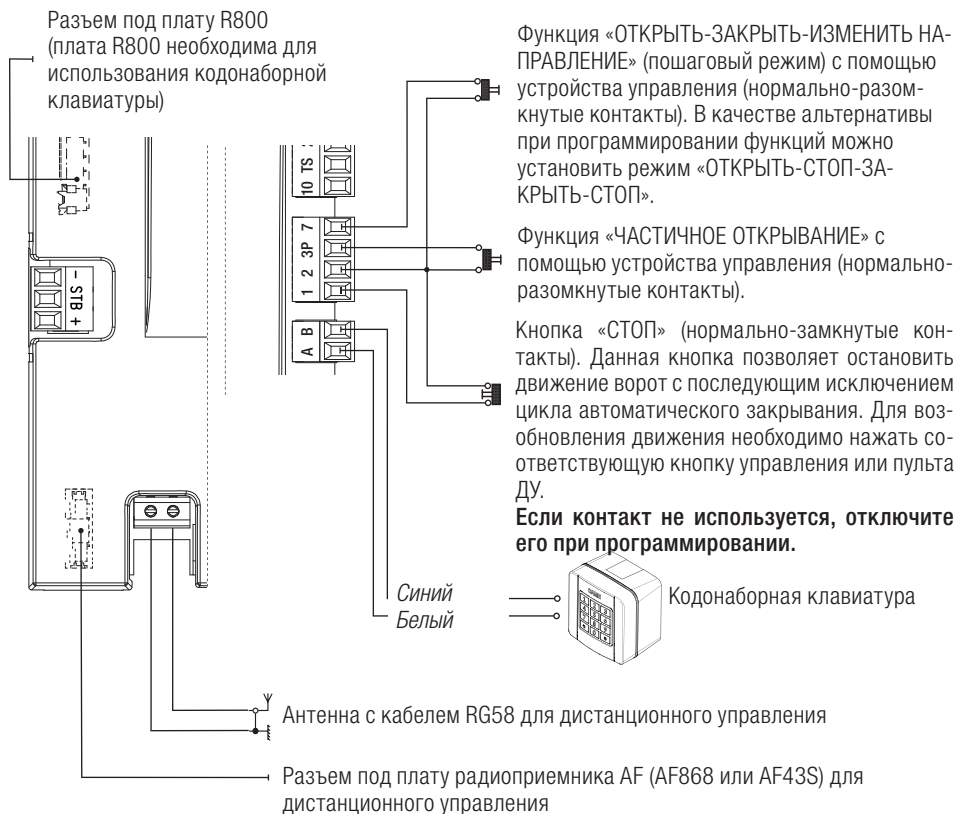 Разъем под плату R800
(плата R800 необходима для
использования кодонаборной
клавиатуры)
Функция «ОТКРЫТЬ-ЗАКРЫТЬ-ИЗМЕНИТЬ НА-
ПРАВЛЕНИЕ» (пошаговый режим) с помощью
устройства управления (нормально-разом-
кнутые контакты). В качестве альтернативы
при программировании функций можно
установить режим «ОТКРЫТЬ-СТОП-ЗА-
КРЫТЬ-СТОП».
Функция «ЧАСТИЧНОЕ ОТКРЫВАНИЕ» с
помощью устройства управления (нормально-
разомкнутые контакты).
Кнопка «СТОП» (нормально-замкнутые кон-
такты). Данная кнопка позволяет остановить
движение ворот с последующим исключением
цикла автоматического закрывания. Для воз-
обновления движения необходимо нажать со-
ответствующую кнопку управления или пульта
ДУ.
Если контакт не используется, отключите
его при программировании.
10 TS
1 2 3P 7
A B
- STB +
Синий
Белый
Кодонаборная клавиатура
Антенна с кабелем RG58 для дистанционного управления
Разъем под плату радиоприемника AF (AF868 или AF43S) для
дистанционного управления